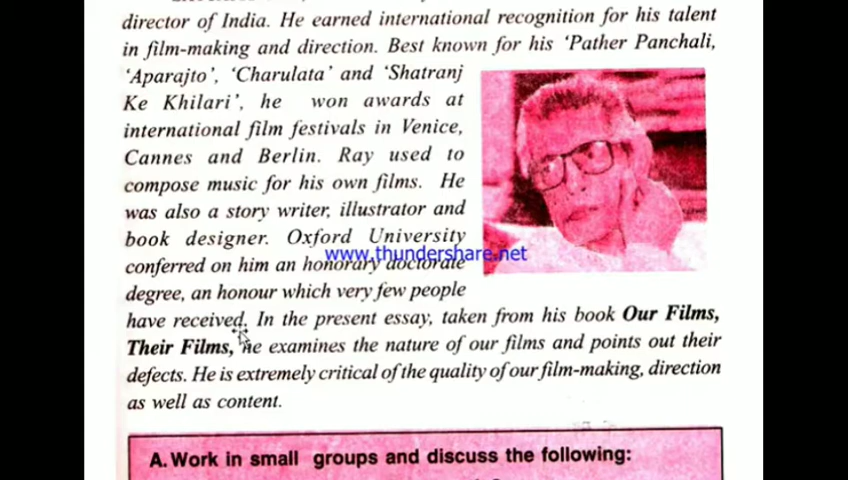 director of India. He earned international recognition for his talent
in film-making and direction. Best known for his ‘Pather Panchali,
‘Aparajto’, ‘Charulata’ and ‘Shatranj
Ke Khilari’, he won awards at
international film festivals in Venice,
Cannes and Berlin. Ray used to
compose music for his own films. He
was also a story writer, illustrator and
book designer. Oxford University
www.thundershare.net
conferred on him an honorary doctorate
degree, an honour which very few people
have received. In the present essay, taken from his book Our Films,
Their Films, he examines the nature of our films and points out their
defects. He is extremely critical of the quality of our film-making, direction
as well as content.
A. Work in small groups and discuss the following: